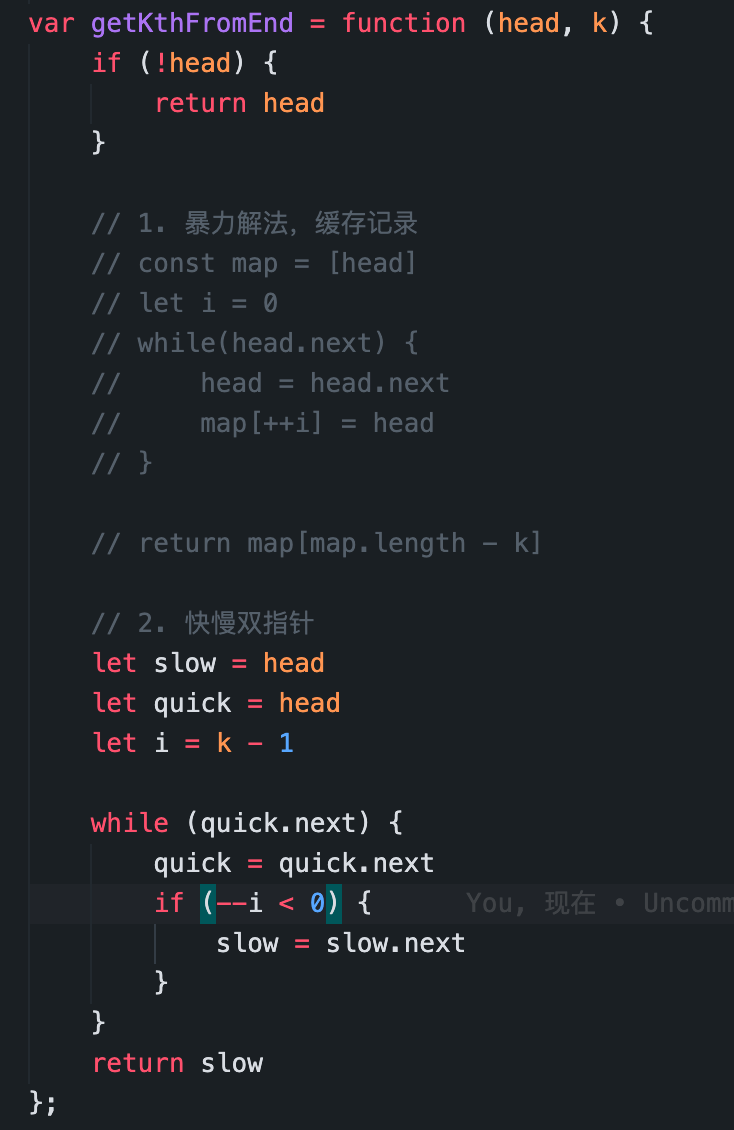 var getKthFromEnd = function (head, k) {
    if (!head) {
        return head
    }

    // 1. 暴力解法，缓存记录
    // const map = [head]
    // let i = 0
    // while(head.next) {
    //     head = head.next
    //     map[++i] = head
    // }

    // return map[map.length - k]

    // 2. 快慢双指针
    let slow = head
    let quick = head
    let i = k - 1

    while (quick.next) {
        quick = quick.next
        if (--i < 0) {      You, 现在 • Uncomm
            slow = slow.next
        }
    }
    return slow
};